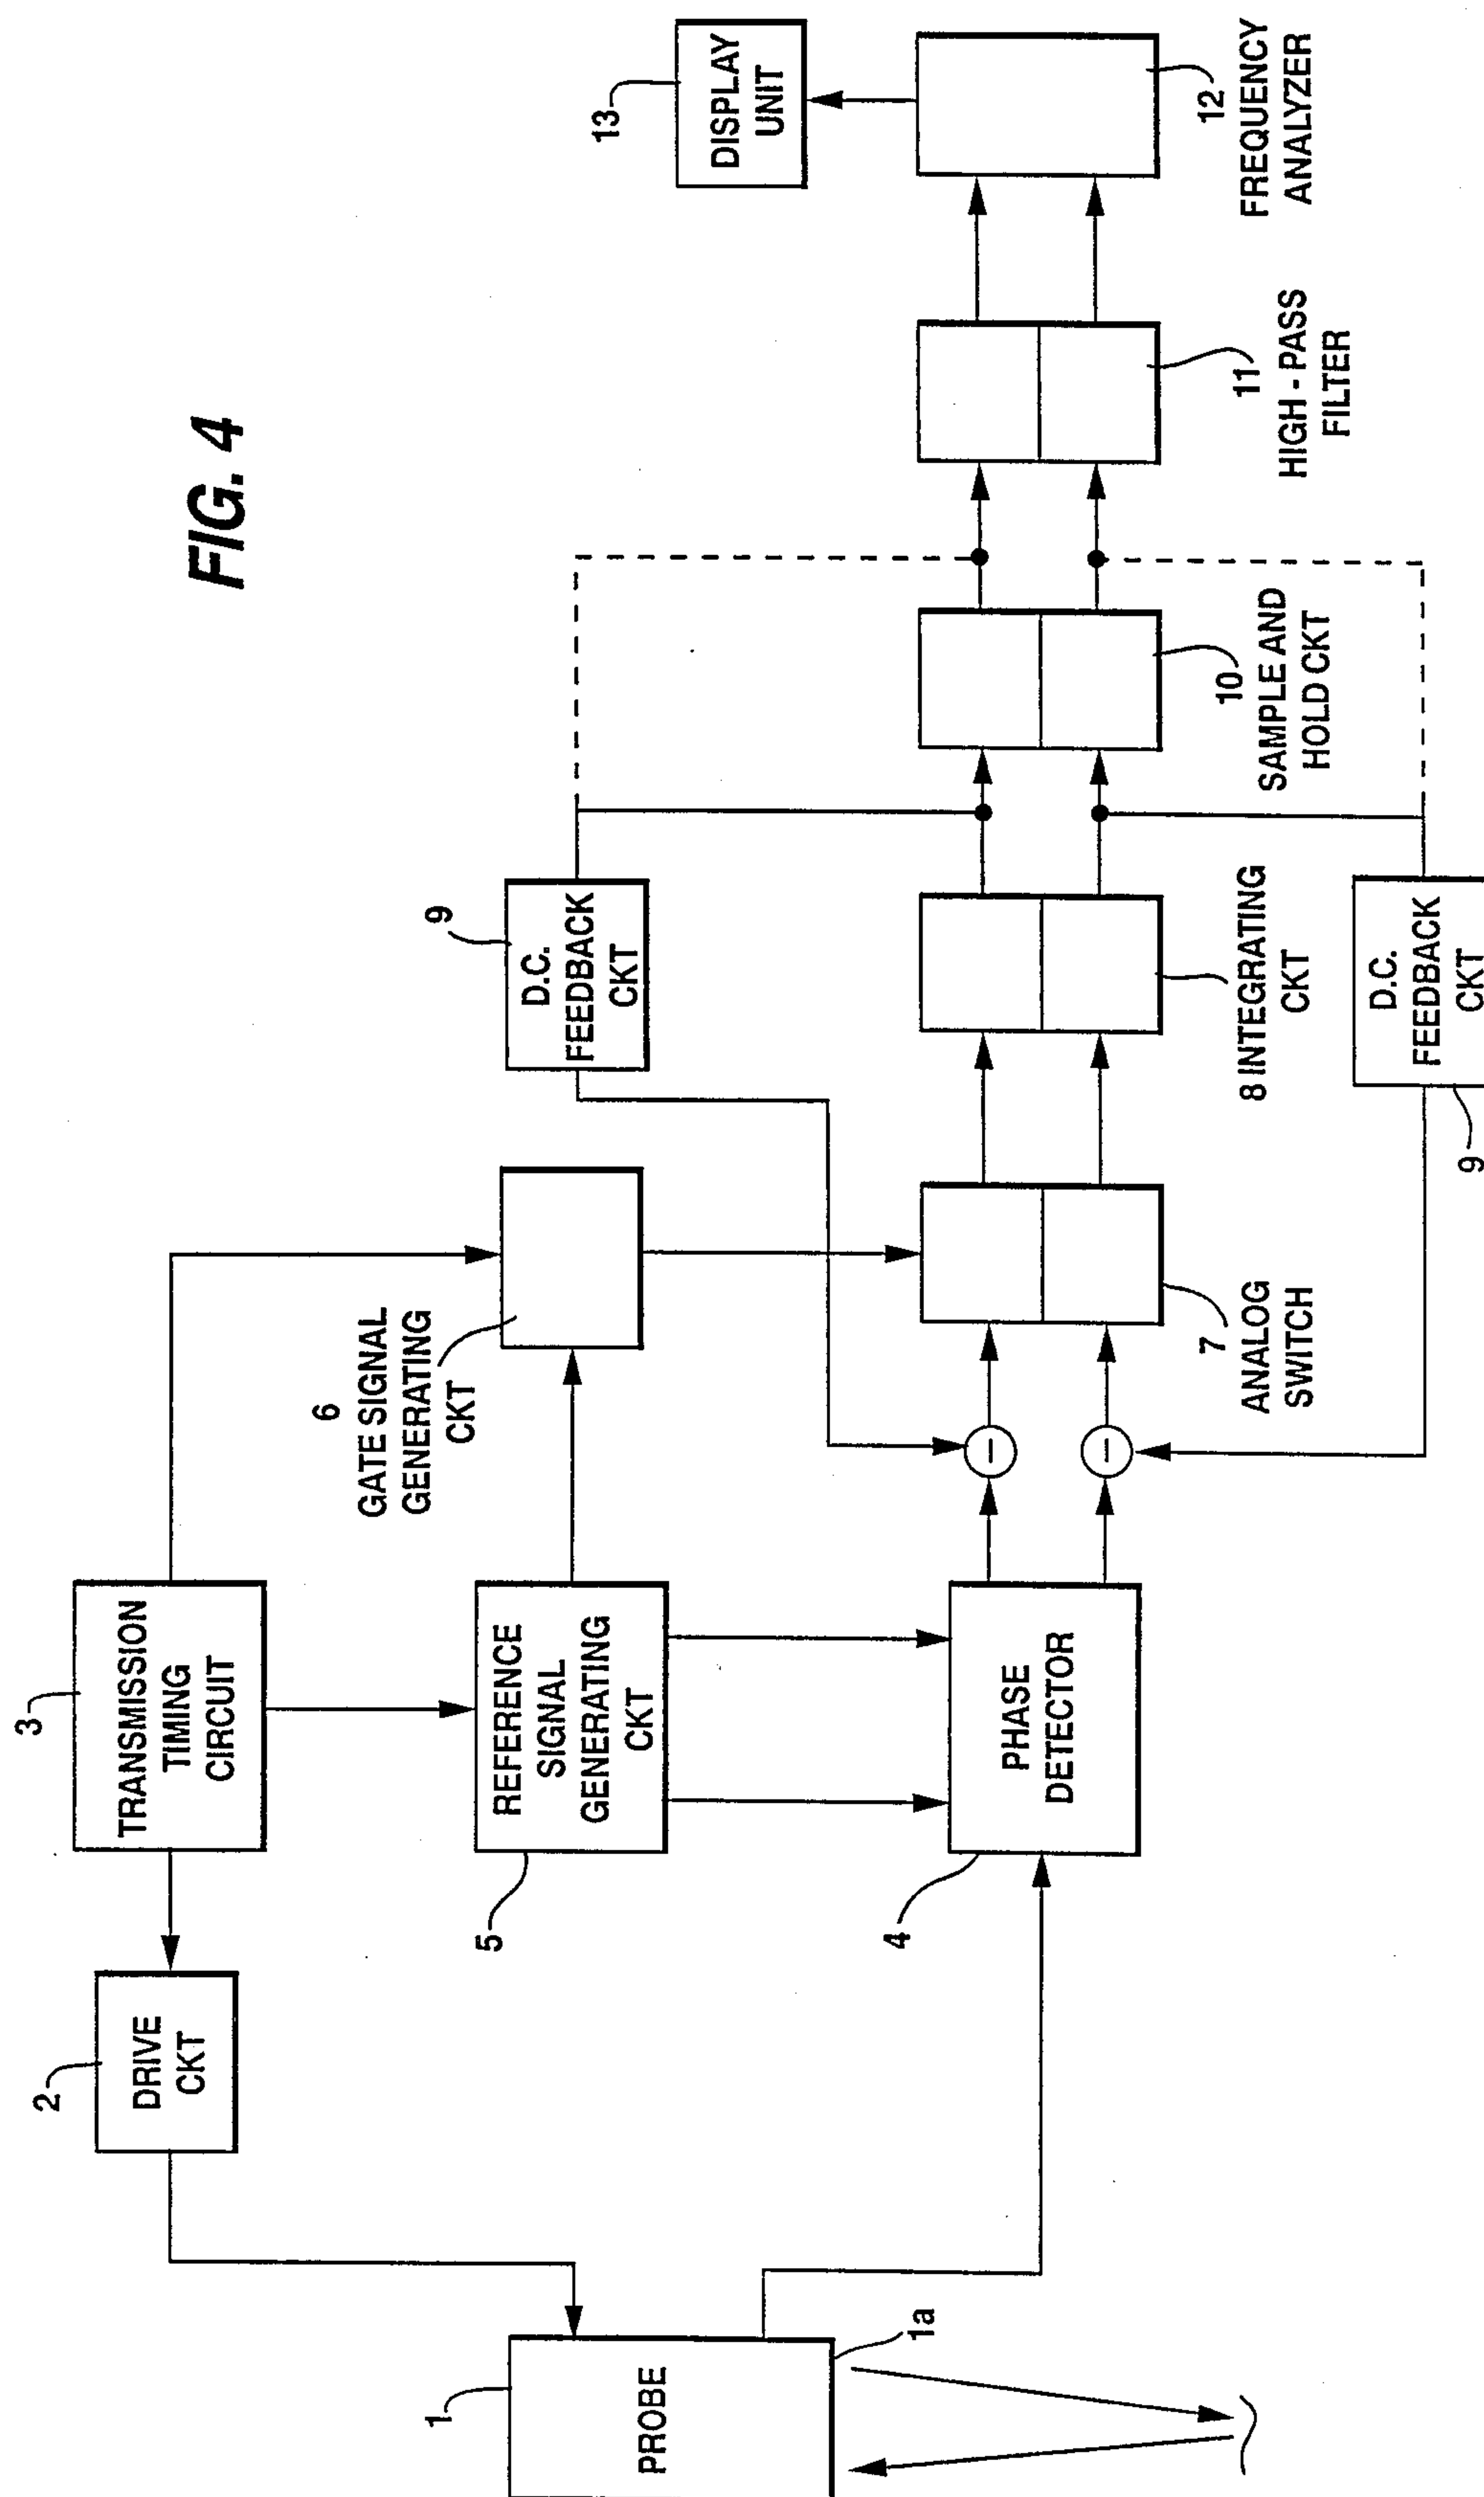 FIG. 4
3
TRANSMISSION
TIMING
CIRCUIT
2
DRIVE
CKT
1
PROBE
1a
5
REFERENCE
SIGNAL
GENERATING
CKT
6
GATE SIGNAL
GENERATING
CKT
4
PHASE
DETECTOR
9
D.C.
FEEDBACK
CKT
7
ANALOG
SWITCH
8 INTEGRATING
CKT
9
D.C.
FEEDBACK
CKT
10
SAMPLE AND
HOLD CKT
11
HIGH - PASS
FILTER
12
FREQUENCY
ANALYZER
13
DISPLAY
UNIT